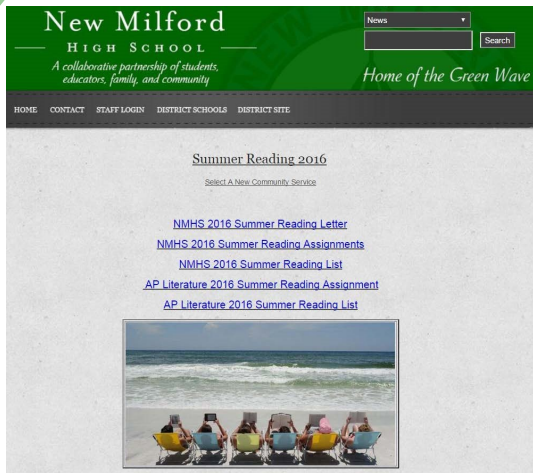 New Milford
HIGH SCHOOL
A collaborative partnership of students,
educators, family, and community
News
Search
Home of the Green Wave
HOME CONTACT STAFF LOGIN DISTRICT SCHOOLS DISTRICT SITE
Summer Reading 2016
Select A New Community Service
NMHS 2016 Summer Reading Letter
NMHS 2016 Summer Reading Assignments
NMHS 2016 Summer Reading List
AP Literature 2016 Summer Reading Assignment
AP Literature 2016 Summer Reading List